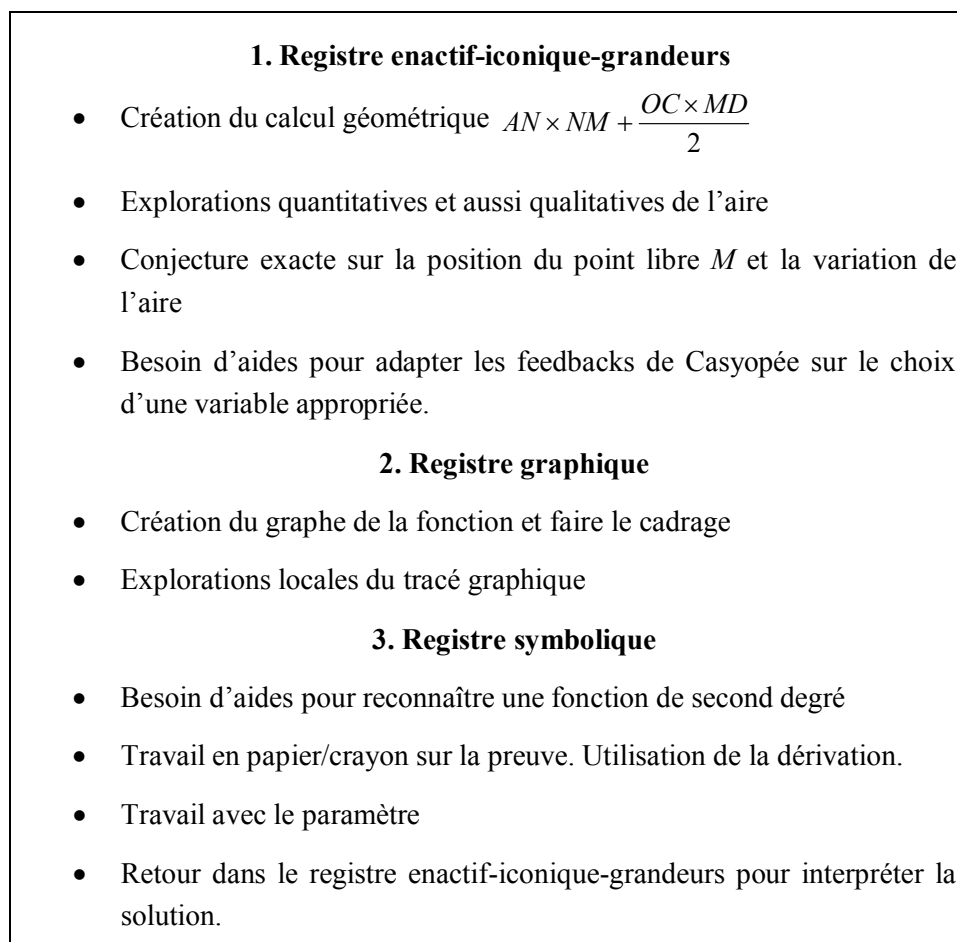 1. Registre enactif-iconique-grandeurs
• Création du calcul géométrique AN × NM + (OC × MD)/2
• Explorations quantitatives et aussi qualitatives de l’aire
• Conjecture exacte sur la position du point libre M et la variation de
l’aire
• Besoin d’aides pour adapter les feedbacks de Casyopée sur le choix
d’une variable appropriée.
2. Registre graphique
• Création du graphe de la fonction et faire le cadrage
• Explorations locales du tracé graphique
3. Registre symbolique
• Besoin d’aides pour reconnaître une fonction de second degré
• Travail en papier/crayon sur la preuve. Utilisation de la dérivation.
• Travail avec le paramètre
• Retour dans le registre enactif-iconique-grandeurs pour interpréter la
solution.